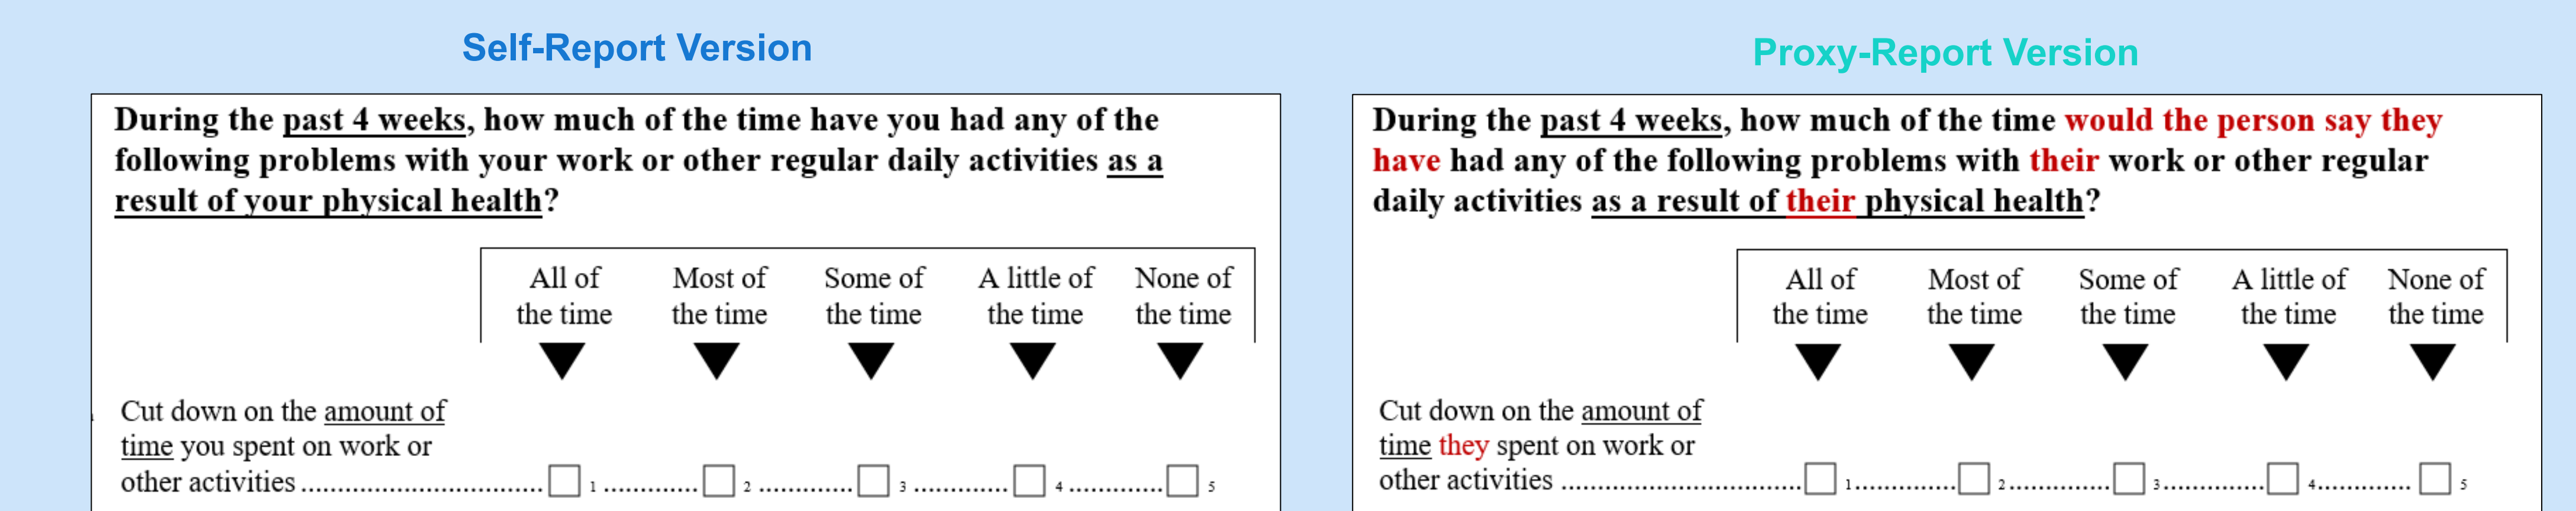 Self-Report Version
During the past 4 weeks, how much of the time have you had any of the
following problems with your work or other regular daily activities as a
result of your physical health?
All of Most of Some of A little of None of
the time the time the time the time the time
Cut down on the amount of
time you spent on work or
other activities ................................... 1 ............. 2 ............. 3 ............. 4 ............. 5
Proxy-Report Version
During the past 4 weeks, how much of the time would the person say they
have had any of the following problems with their work or other regular
daily activities as a result of their physical health?
All of Most of Some of A little of None of
the time the time the time the time the time
Cut down on the amount of
time they spent on work or
other activities ................................... 1.............. 2.............. 3.............. 4............. 5